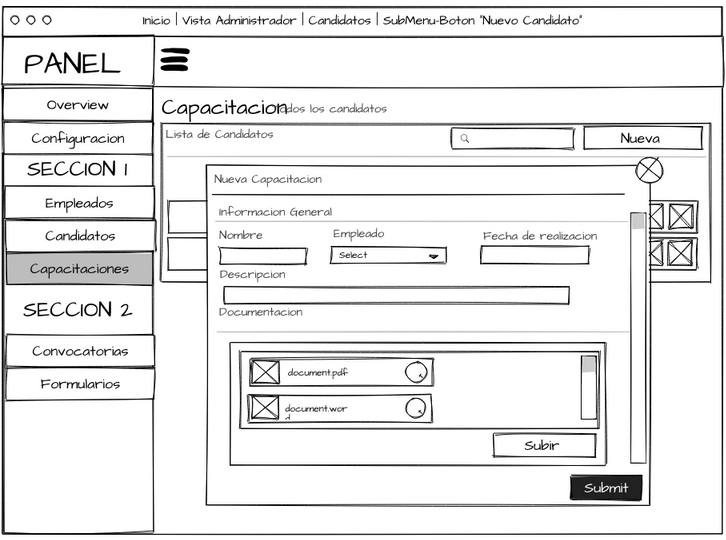 Inicio | Vista Administrador | Candidatos | SubMenu-Boton "Nuevo Candidato"
PANEL
Overview
Configuracion
SECCION 1
Empleados
Candidatos
Capacitaciones
SECCION 2
Convocatorias
Formularios
Capacitacion dos los candidatos
Lista de Candidatos
Nueva
Nueva Capacitacion
Informacion General
Nombre
Empleado
Fecha de realizacion
Select
Descripcion
Documentacion
document.pdf
document.wor
d
Subir
Submit